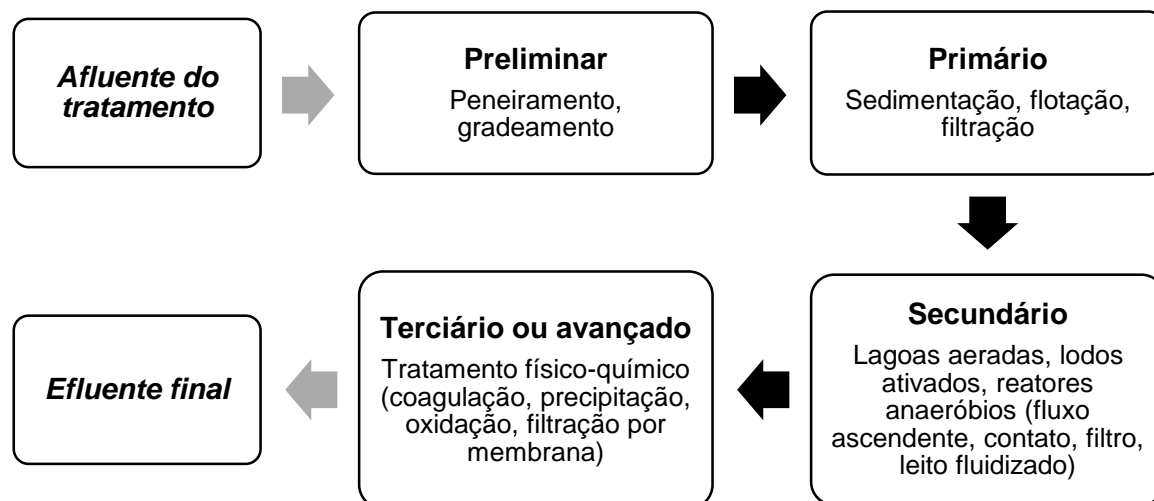 Afluente do
tratamento
Preliminar
Peneiramento,
gradeamento
Primário
Sedimentação, flotação,
filtração
Secundário
Lagoas aeradas, lodos
ativados, reatores
anaeróbios (fluxo
ascendente, contato, filtro,
leito fluidizado)
Terciário ou avançado
Tratamento físico-químico
(coagulação, precipitação,
oxidação, filtração por
membrana)
Efluente final